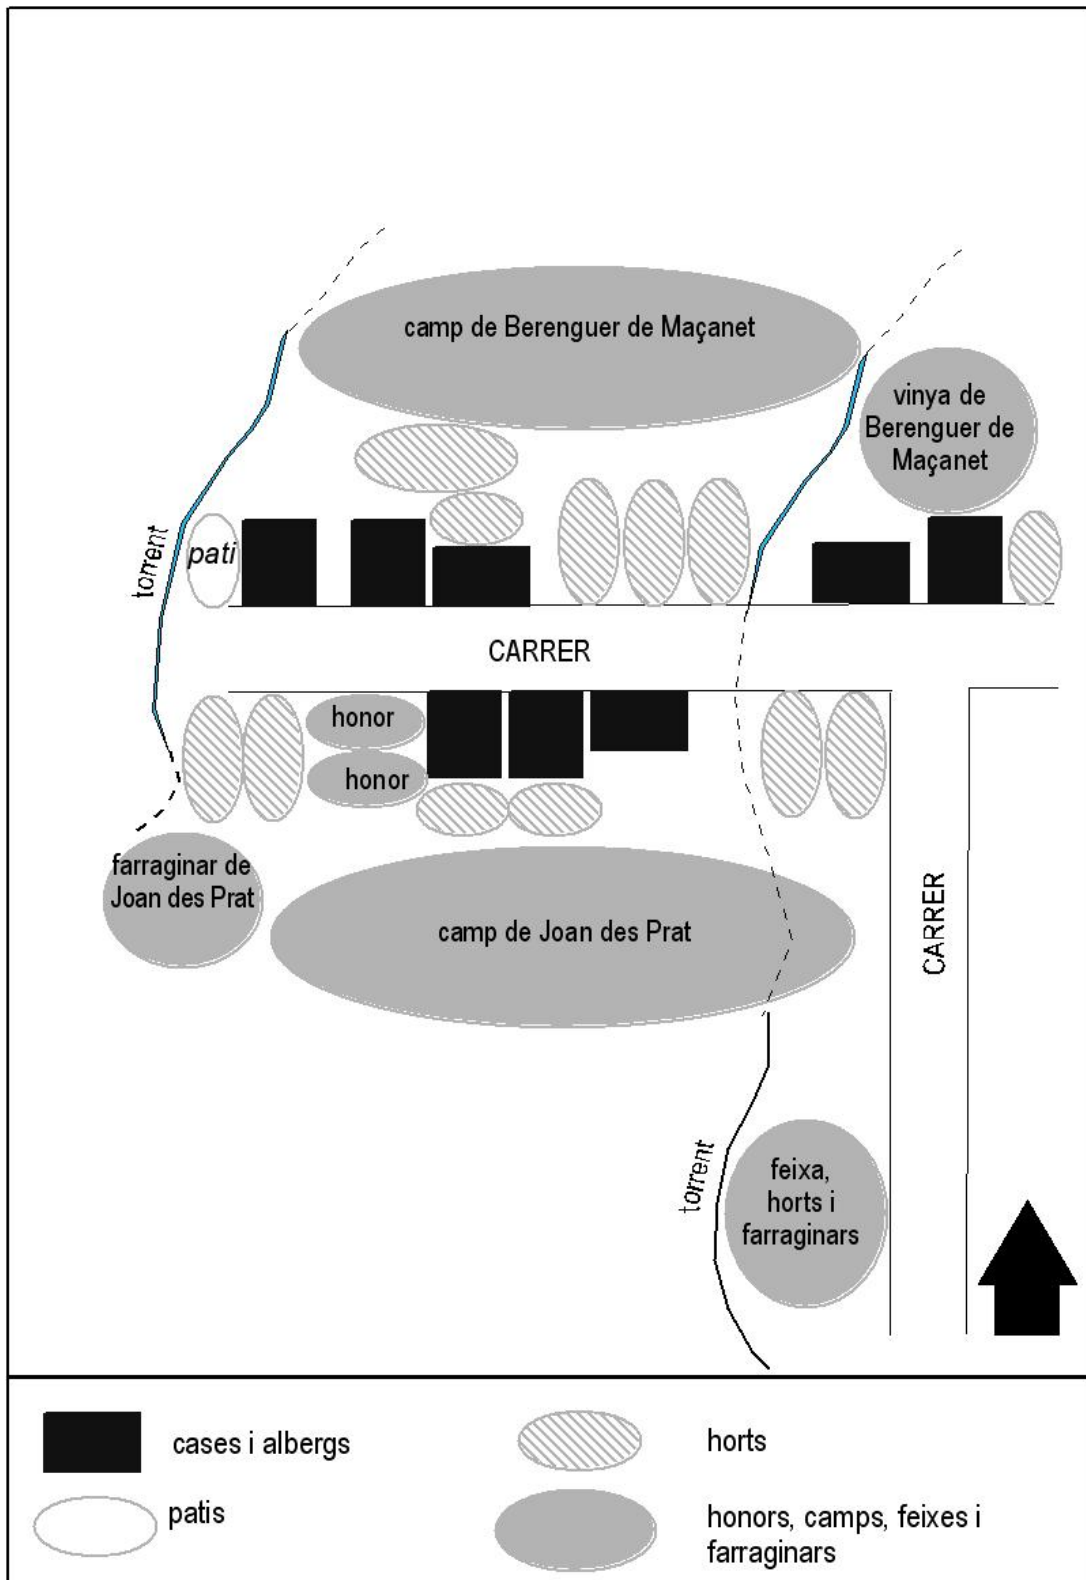 camp de Berenguer de Maçanet
vinya de
Berenguer de
Maçanet
torrent
pati
CARRER
honor
honor
farraginar de
Joan des Prat
camp de Joan des Prat
CARRER
torrent
feixa,
horts i
farraginars
cases i albergs
horts
patis
honors, camps, feixes i
farraginars